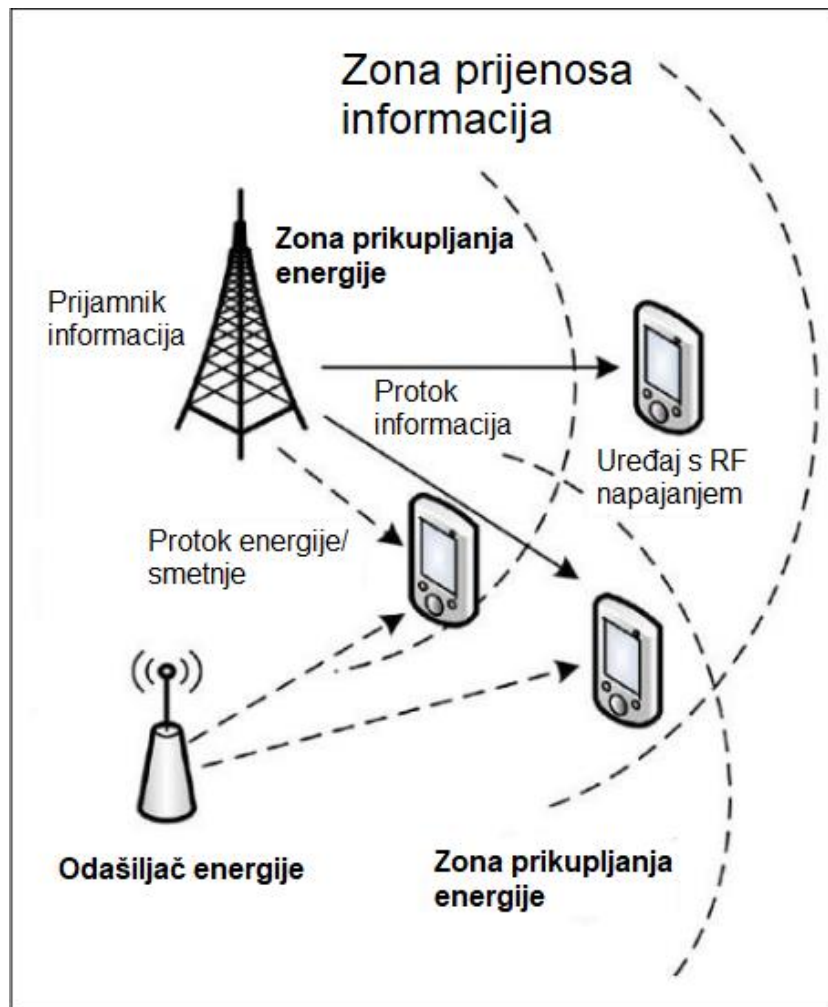 Zona prijenosa
informacija
Zona prikupljanja
energije
Prijamnik
informacija
Protok
informacija
Uređaj s RF
napajanjem
Protok energije/
smetnje
Odašiljač energije
Zona prikupljanja
energije